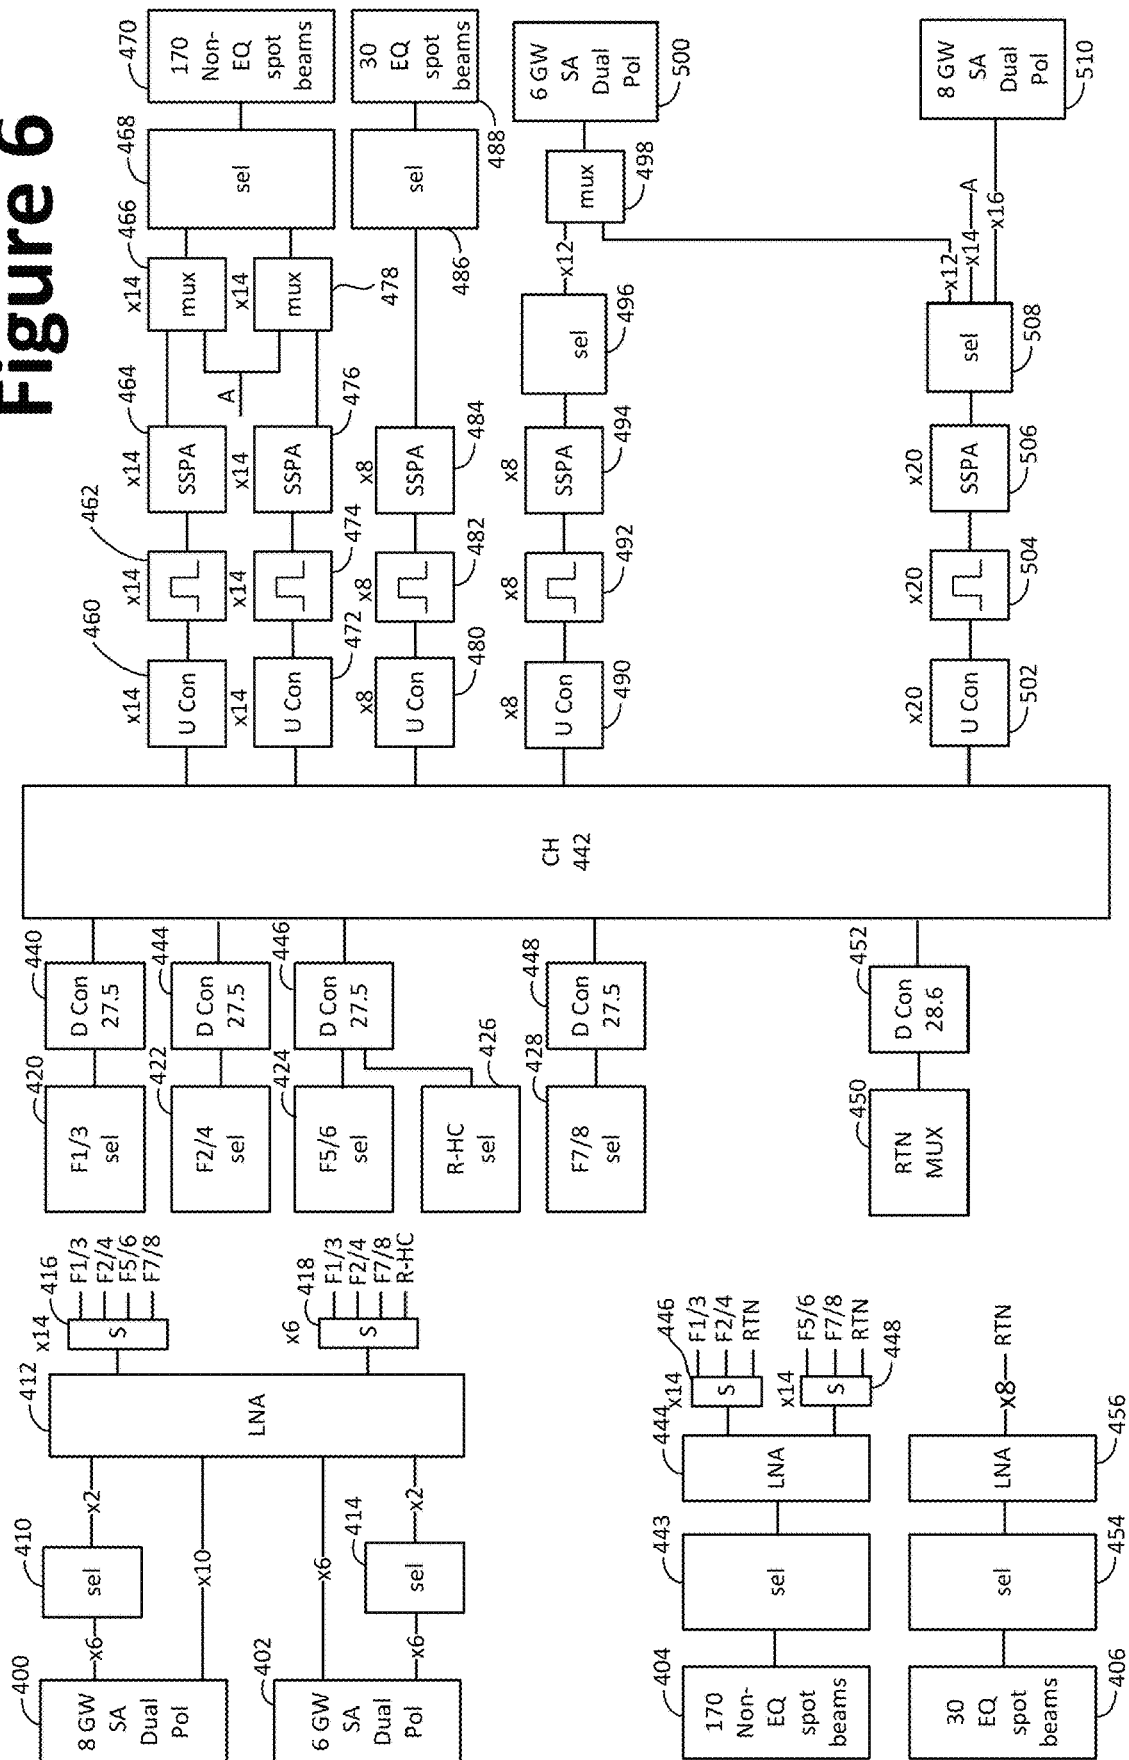 Figure 6
400
8 GW
SA
Dual
Pol
x6
410
sel
x2
x10
402
6 GW
SA
Dual
Pol
x6
x6
414
sel
x2
412
LNA
x14
416
S
F1/3
F2/4
F5/6
F7/8
x6
418
S
F1/3
F2/4
F7/8
R-HC
404
170
Non-
EQ
spot
beams
443
sel
444
LNA
x14
446
S
F1/3
F2/4
RTN
x14
S
448
F5/6
F7/8
RTN
406
30
EQ
spot
beams
454
sel
456
LNA
x8
RTN
420
F1/3
sel
440
D Con
27.5
422
F2/4
sel
444
D Con
27.5
424
F5/6
sel
446
D Con
27.5
426
R-HC
sel
428
F7/8
sel
448
D Con
27.5
450
RTN
MUX
452
D Con
28.6
CH
442
460
x14
U Con
462
x14
464
x14
SSPA
466
x14
mux
468
sel
470
170
Non-
EQ
spot
beams
A
472
x14
U Con
474
x14
476
x14
SSPA
478
x14
mux
480
x8
U Con
482
x8
484
x8
SSPA
486
sel
488
30
EQ
spot
beams
490
x8
U Con
492
x8
494
x8
SSPA
496
sel
x12
498
mux
500
6 GW
SA
Dual
Pol
502
x20
U Con
504
x20
506
x20
SSPA
508
sel
x12
x14
A
x16
510
8 GW
SA
Dual
Pol